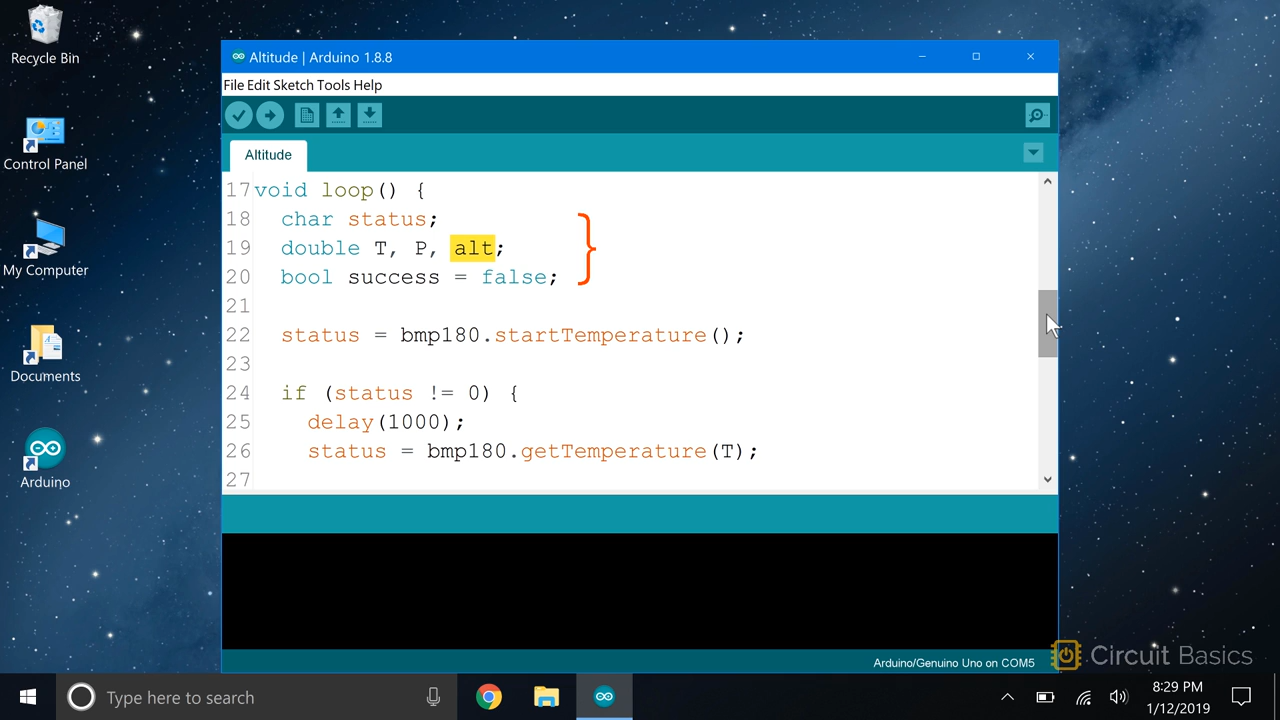 Recycle Bin
Control Panel
My Computer
Documents
Arduino
Altitude | Arduino 1.8.8
File Edit Sketch Tools Help
Altitude
17 void loop() {
18 char status;
19 double T, P, alt;
20 bool success = false;
21
22 status = bmp180.startTemperature();
23
24 if (status != 0) {
25 delay(1000);
26 status = bmp180.getTemperature(T);
27
Arduino/Genuino Uno on COM5
Circuit Basics
Type here to search
8:29 PM
1/12/2019